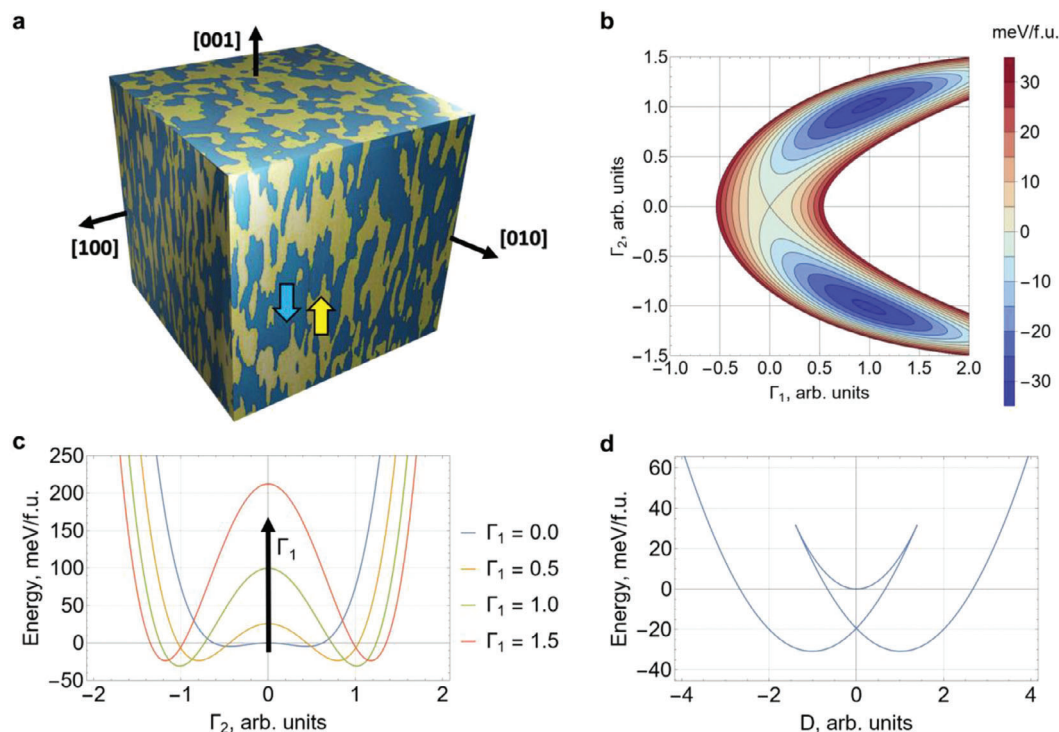 a
[001]
[100]
[010]
b
meV/f.u.
1.5
1.0
0.5
0.0
−0.5
−1.0
−1.5
Γ2, arb. units
−1.0 −0.5 0.0 0.5 1.0 1.5 2.0
Γ1, arb. units
30
20
10
0
−10
−20
−30
c
250
200
150
100
50
0
−50
Energy, meV/f.u.
Γ1
−2 −1 0 1 2
Γ2, arb. units
Γ1 = 0.0
Γ1 = 0.5
Γ1 = 1.0
Γ1 = 1.5
d
60
40
20
0
−20
−40
Energy, meV/f.u.
−4 −2 0 2 4
D, arb. units